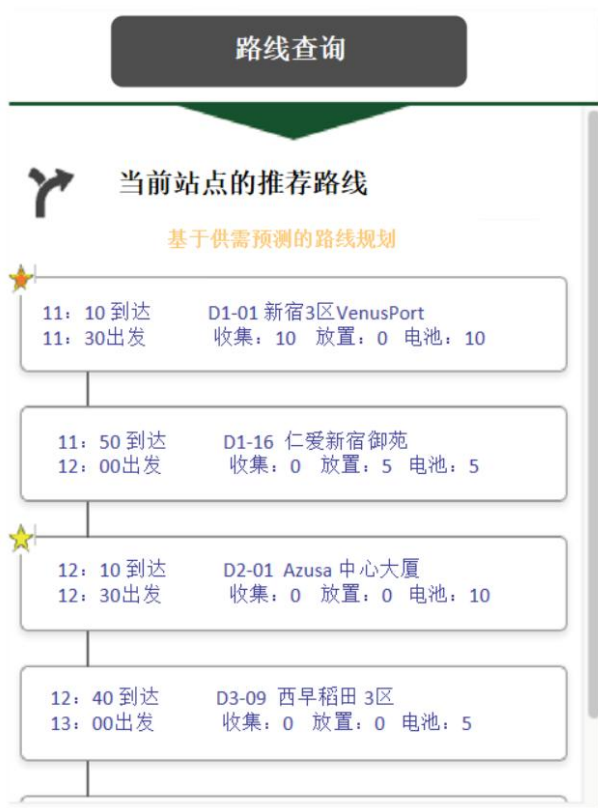 路线查询
当前站点的推荐路线
基于供需预测的路线规划
11：10 到达 D1-01 新宿3区VenusPort
11：30出发 收集：10 放置：0 电池：10
11：50 到达 D1-16 仁爱新宿御苑
12：00出发 收集：0 放置：5 电池：5
12：10 到达 D2-01 Azusa 中心大厦
12：30出发 收集：0 放置：0 电池：10
12：40 到达 D3-09 西早稻田 3区
13：00出发 收集：0 放置：0 电池：5